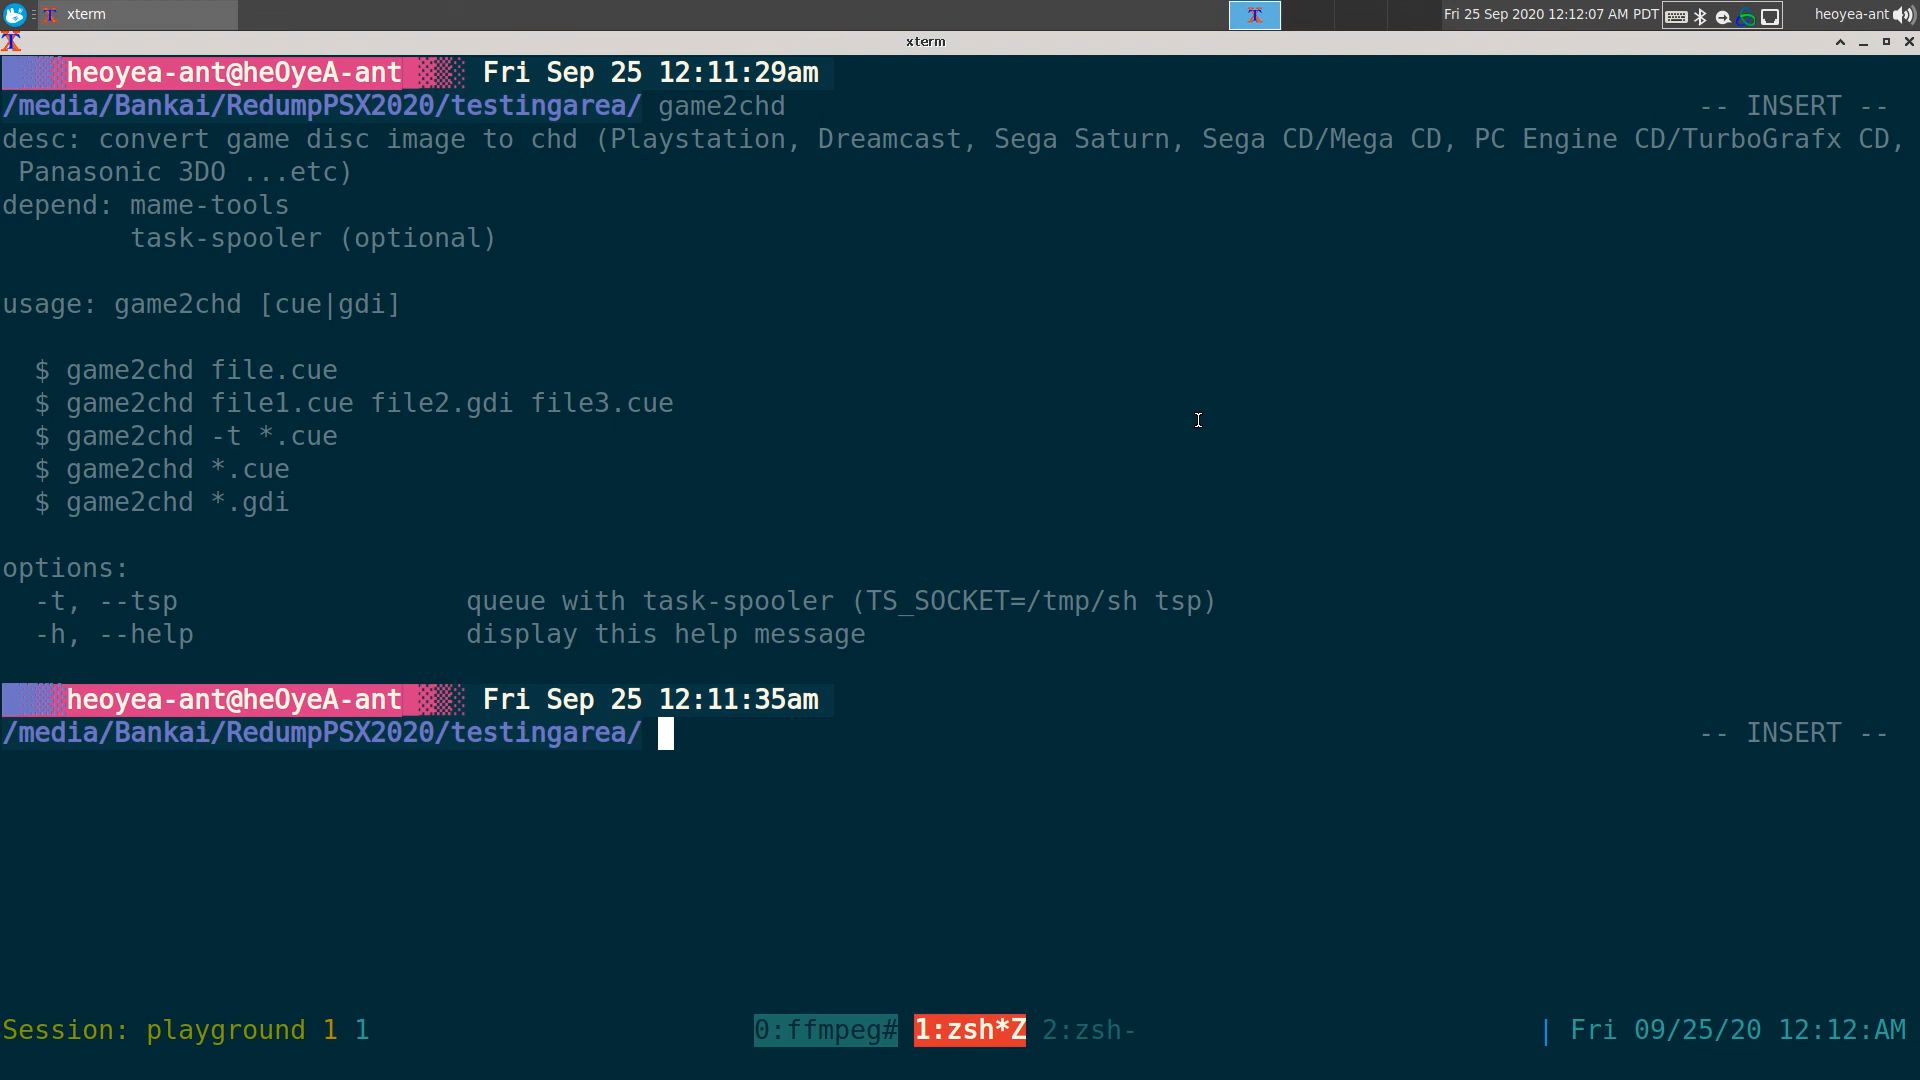 xterm
Fri 25 Sep 2020 12:12:07 AM PDT
heoyea-ant
xterm
heoyea-ant@heOyeA-ant Fri Sep 25 12:11:29am
/media/Bankai/RedumpPSX2020/testingarea/ game2chd -- INSERT --
desc: convert game disc image to chd (Playstation, Dreamcast, Sega Saturn, Sega CD/Mega CD, PC Engine CD/TurboGrafx CD,
Panasonic 3DO ...etc)
depend: mame-tools
task-spooler (optional)
usage: game2chd [cue|gdi]
$ game2chd file.cue
$ game2chd file1.cue file2.gdi file3.cue
$ game2chd -t *.cue
$ game2chd *.cue
$ game2chd *.gdi
options:
-t, --tsp queue with task-spooler (TS_SOCKET=/tmp/sh tsp)
-h, --help display this help message
heoyea-ant@heOyeA-ant Fri Sep 25 12:11:35am
/media/Bankai/RedumpPSX2020/testingarea/ -- INSERT --
Session: playground 1 1 0:ffmpeg# 1:zsh*Z 2:zsh- | Fri 09/25/20 12:12:AM